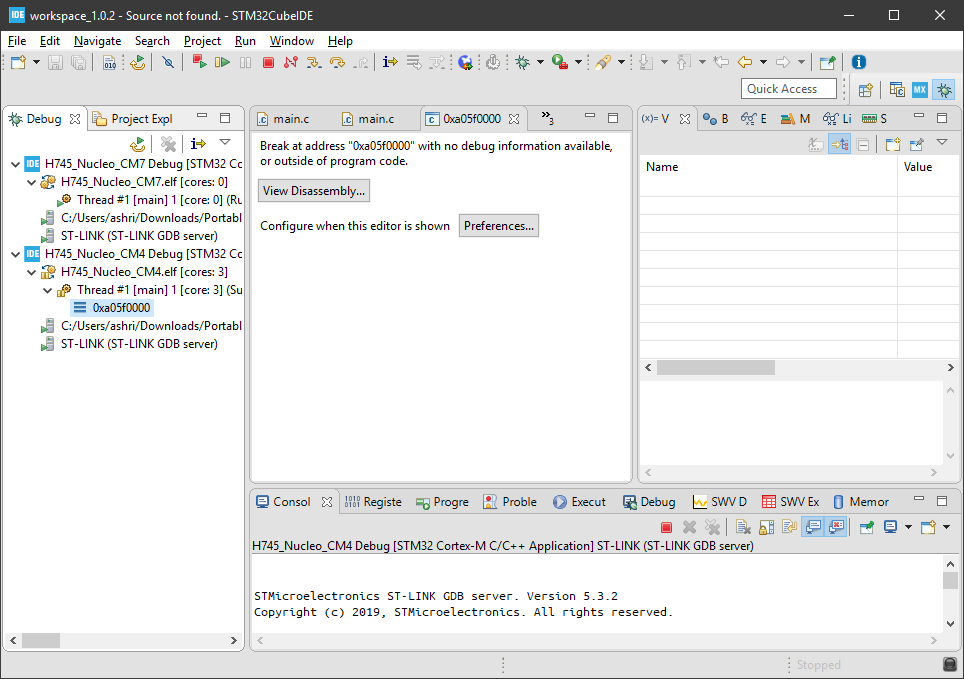 IDE workspace_1.0.2 - Source not found. - STM32CubeIDE
File Edit Navigate Search Project Run Window Help
010
Quick Access
MX
Debug Project Expl
main.c main.c 0xa05f0000 »3
(x)= V B E M Li S
IDE H745_Nucleo_CM7 Debug [STM32 Co
H745_Nucleo_CM7.elf [cores: 0]
Thread #1 [main] 1 [core: 0] (Ru
C:/Users/ashri/Downloads/Portabl
ST-LINK (ST-LINK GDB server)
IDE H745_Nucleo_CM4 Debug [STM32 Co
H745_Nucleo_CM4.elf [cores: 3]
Thread #1 [main] 1 [core: 3] (Su
0xa05f0000
C:/Users/ashri/Downloads/Portabl
ST-LINK (ST-LINK GDB server)
Break at address "0xa05f0000" with no debug information available,
or outside of program code.
View Disassembly...
Configure when this editor is shown Preferences...
Name Value
Consol Registe Progre Proble Execut Debug SWV D SWV Ex Memor
H745_Nucleo_CM4 Debug [STM32 Cortex-M C/C++ Application] ST-LINK (ST-LINK GDB server)
STMicroelectronics ST-LINK GDB server. Version 5.3.2
Copyright (c) 2019, STMicroelectronics. All rights reserved.
Stopped